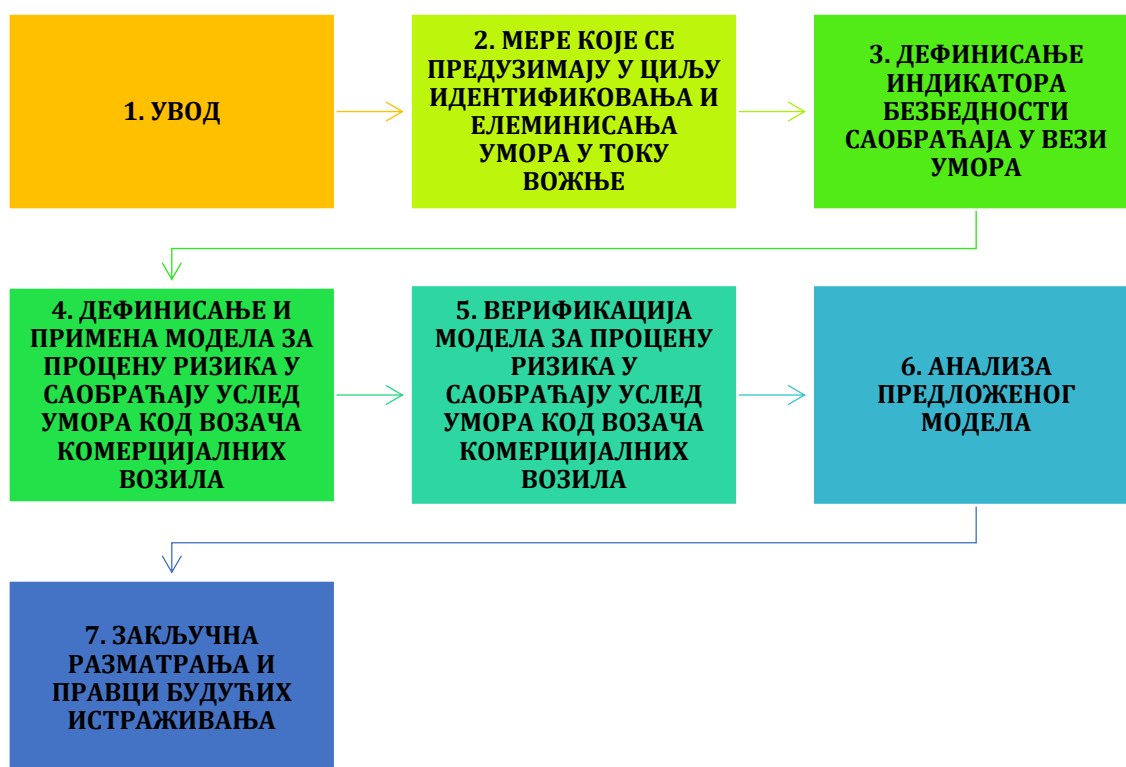 1. УВОД
2. МЕРЕ КОЈЕ СЕ
ПРЕДУЗИМАЈУ У ЦИЉУ
ИДЕНТИФИКОВАЊА И
ЕЛЕМИНИСАЊА
УМОРА У ТОКУ
ВОЖЊЕ
3. ДЕФИНИСАЊЕ
ИНДИКАТОРА
БЕЗБЕДНОСТИ
САОБРАЋАЈА У ВЕЗИ
УМОРА
4. ДЕФИНИСАЊЕ И
ПРИМЕНА МОДЕЛА ЗА
ПРОЦЕНУ РИЗИКА У
САОБРАЋАЈУ УСЛЕД
УМОРА КОД ВОЗАЧА
КОМЕРЦИЈАЛНИХ
ВОЗИЛА
5. ВЕРИФИКАЦИЈА
МОДЕЛА ЗА ПРОЦЕНУ
РИЗИКА У
САОБРАЋАЈУ УСЛЕД
УМОРА КОД ВОЗАЧА
КОМЕРЦИЈАЛНИХ
ВОЗИЛА
6. АНАЛИЗА
ПРЕДЛОЖЕНОГ
МОДЕЛА
7. ЗАКЉУЧНА
РАЗМАТРАЊА И
ПРАВЦИ БУДУЋИХ
ИСТРАЖИВАЊА